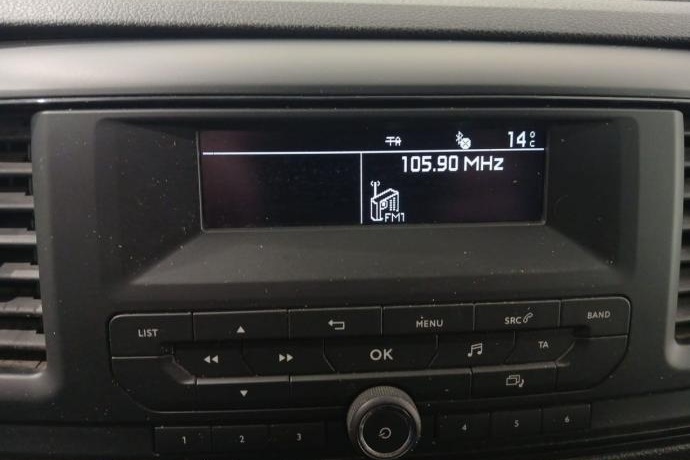 TA 14°C
105.90 MHz
FM1
LIST MENU SRC BAND
OK TA
1 2 3 4 5 6